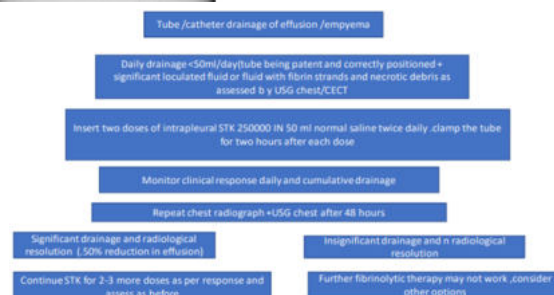 Tube /catheter drainage of effusion /empyema
Daily drainage <50ml/day(tube being patent and correctly positioned +
significant loculated fluid or fluid with fibrin strands and necrotic debris as
assessed b y USG chest/CECT
Insert two doses of intrapleural STK 250000 IN 50 ml normal saline twice daily .clamp the tube
for two hours after each dose
Monitor clinical response daily and cumulative drainage
Repeat chest radiograph +USG chest after 48 hours
Significant drainage and radiological
resolution (.50% reduction in effusion)
Insignificant drainage and n radiological
resolution
Continue STK for 2-3 more doses as per response and
assess as before
Further fibrinolytic therapy may not work ,consider
other options